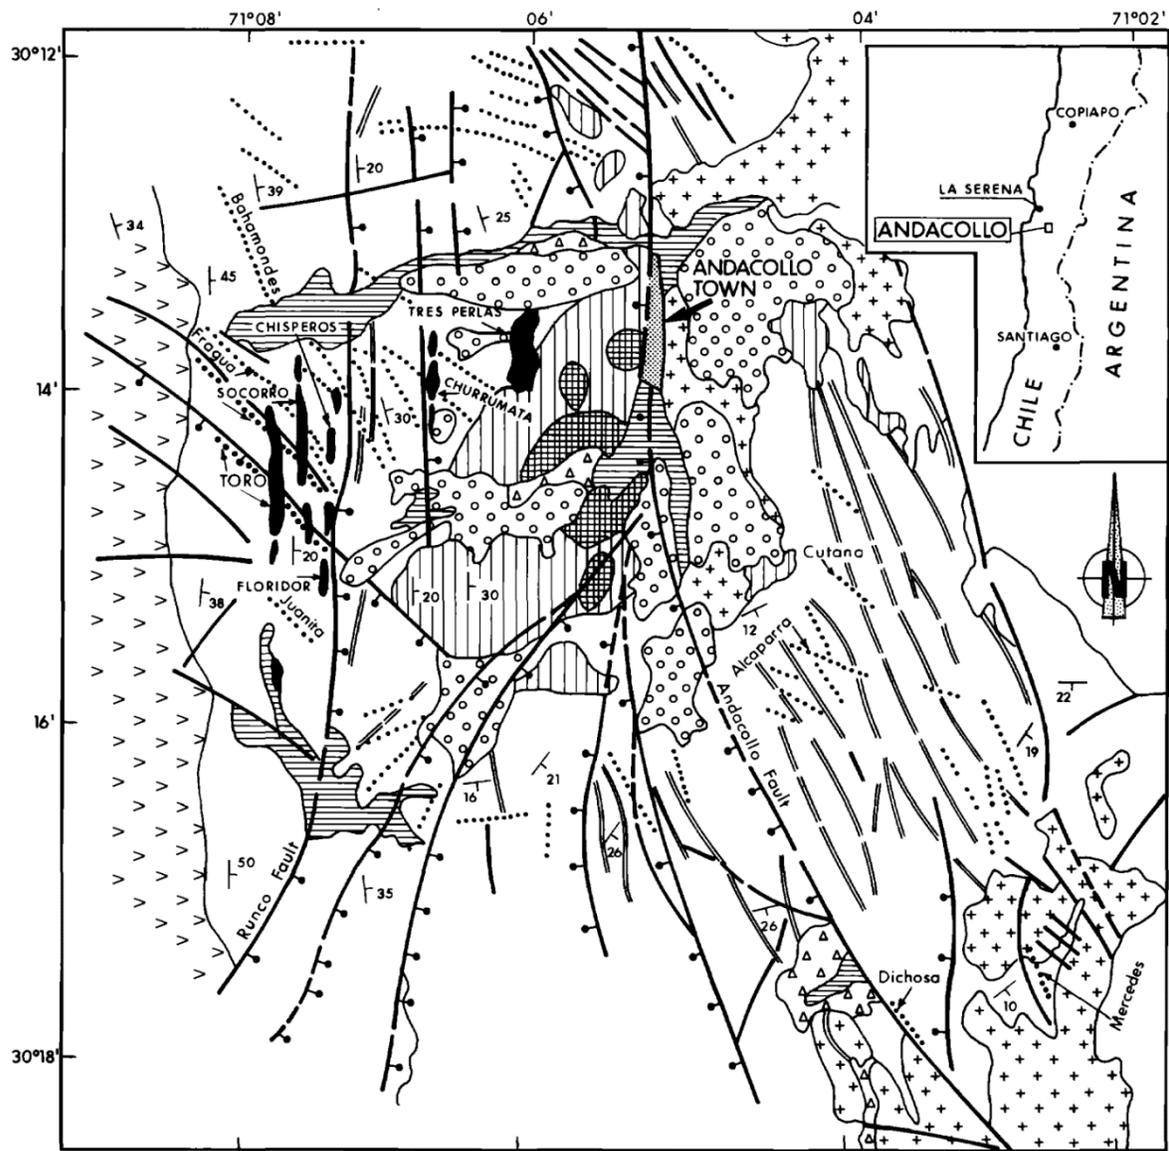 71°08'
06'
04'
71°02'
30°12'
COPIAPO
20
39
LA SERENA
Bohamondes
25
34
ANDACOLLO
ARGENTINA
45
ANDACOLLO
TOWN
TRES PERLAS
CHISPEROS
SANTIAGO
Fragua
14'
SOCORRO
CHURRUMATA
30
CHILE
TORO
20
Cutana
N
FLORIDOR
38
20
30
Juanita
12
Alcaparra
22
Andacollo Fault
16'
19
21
16
26
50
35
Runco Fault
26
Dichosa
10
Mercedes
30°18'